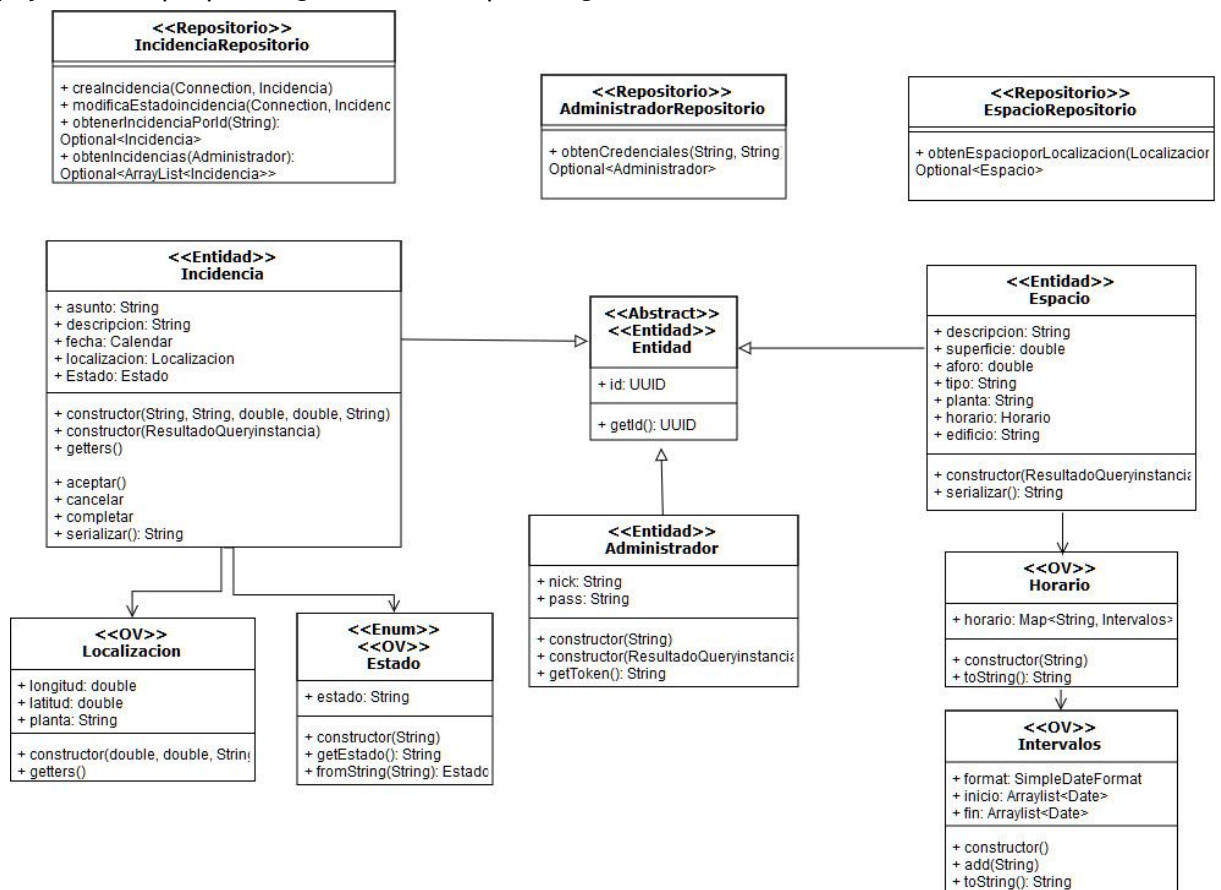 <<Repositorio>>
IncidenciaRepositorio
+ creaIncidencia(Connection, Incidencia)
+ modificaEstadoincidencia(Connection, Incidenc
+ obtenerIncidenciaPorId(String):
Optional<Incidencia>
+ obtenIncidencias(Administrador):
Optional<ArrayList<Incidencia>>
<<Repositorio>>
AdministradorRepositorio
+ obtenCredenciales(String, String
Optional<Administrador>
<<Repositorio>>
EspacioRepositorio
+ obtenEspacioporLocalizacion(Localizacion
Optional<Espacio>
<<Entidad>>
Incidencia
+ asunto: String
+ descripcion: String
+ fecha: Calendar
+ localizacion: Localizacion
+ Estado: Estado
+ constructor(String, String, double, double, String)
+ constructor(ResultadoQueryinstancia)
+ getters()
+ aceptar()
+ cancelar
+ completar
+ serializar(): String
<<Abstract>>
<<Entidad>>
Entidad
+ id: UUID
+ getId(): UUID
<<Entidad>>
Espacio
+ descripcion: String
+ superficie: double
+ aforo: double
+ tipo: String
+ planta: String
+ horario: Horario
+ edificio: String
+ constructor(ResultadoQueryinstancia
+ serializar(): String
<<Entidad>>
Administrador
+ nick: String
+ pass: String
+ constructor(String)
+ constructor(ResultadoQueryinstancia
+ getToken(): String
<<OV>>
Localizacion
+ longitud: double
+ latitud: double
+ planta: String
+ constructor(double, double, String
+ getters()
<<Enum>>
<<OV>>
Estado
+ estado: String
+ constructor(String)
+ getEstado(): String
+ fromString(String): Estado
<<OV>>
Horario
+ horario: Map<String, Intervalos>
+ constructor(String)
+ toString(): String
<<OV>>
Intervalos
+ format: SimpleDateFormat
+ inicio: Arraylist<Date>
+ fin: Arraylist<Date>
+ constructor()
+ add(String)
+ toString(): String